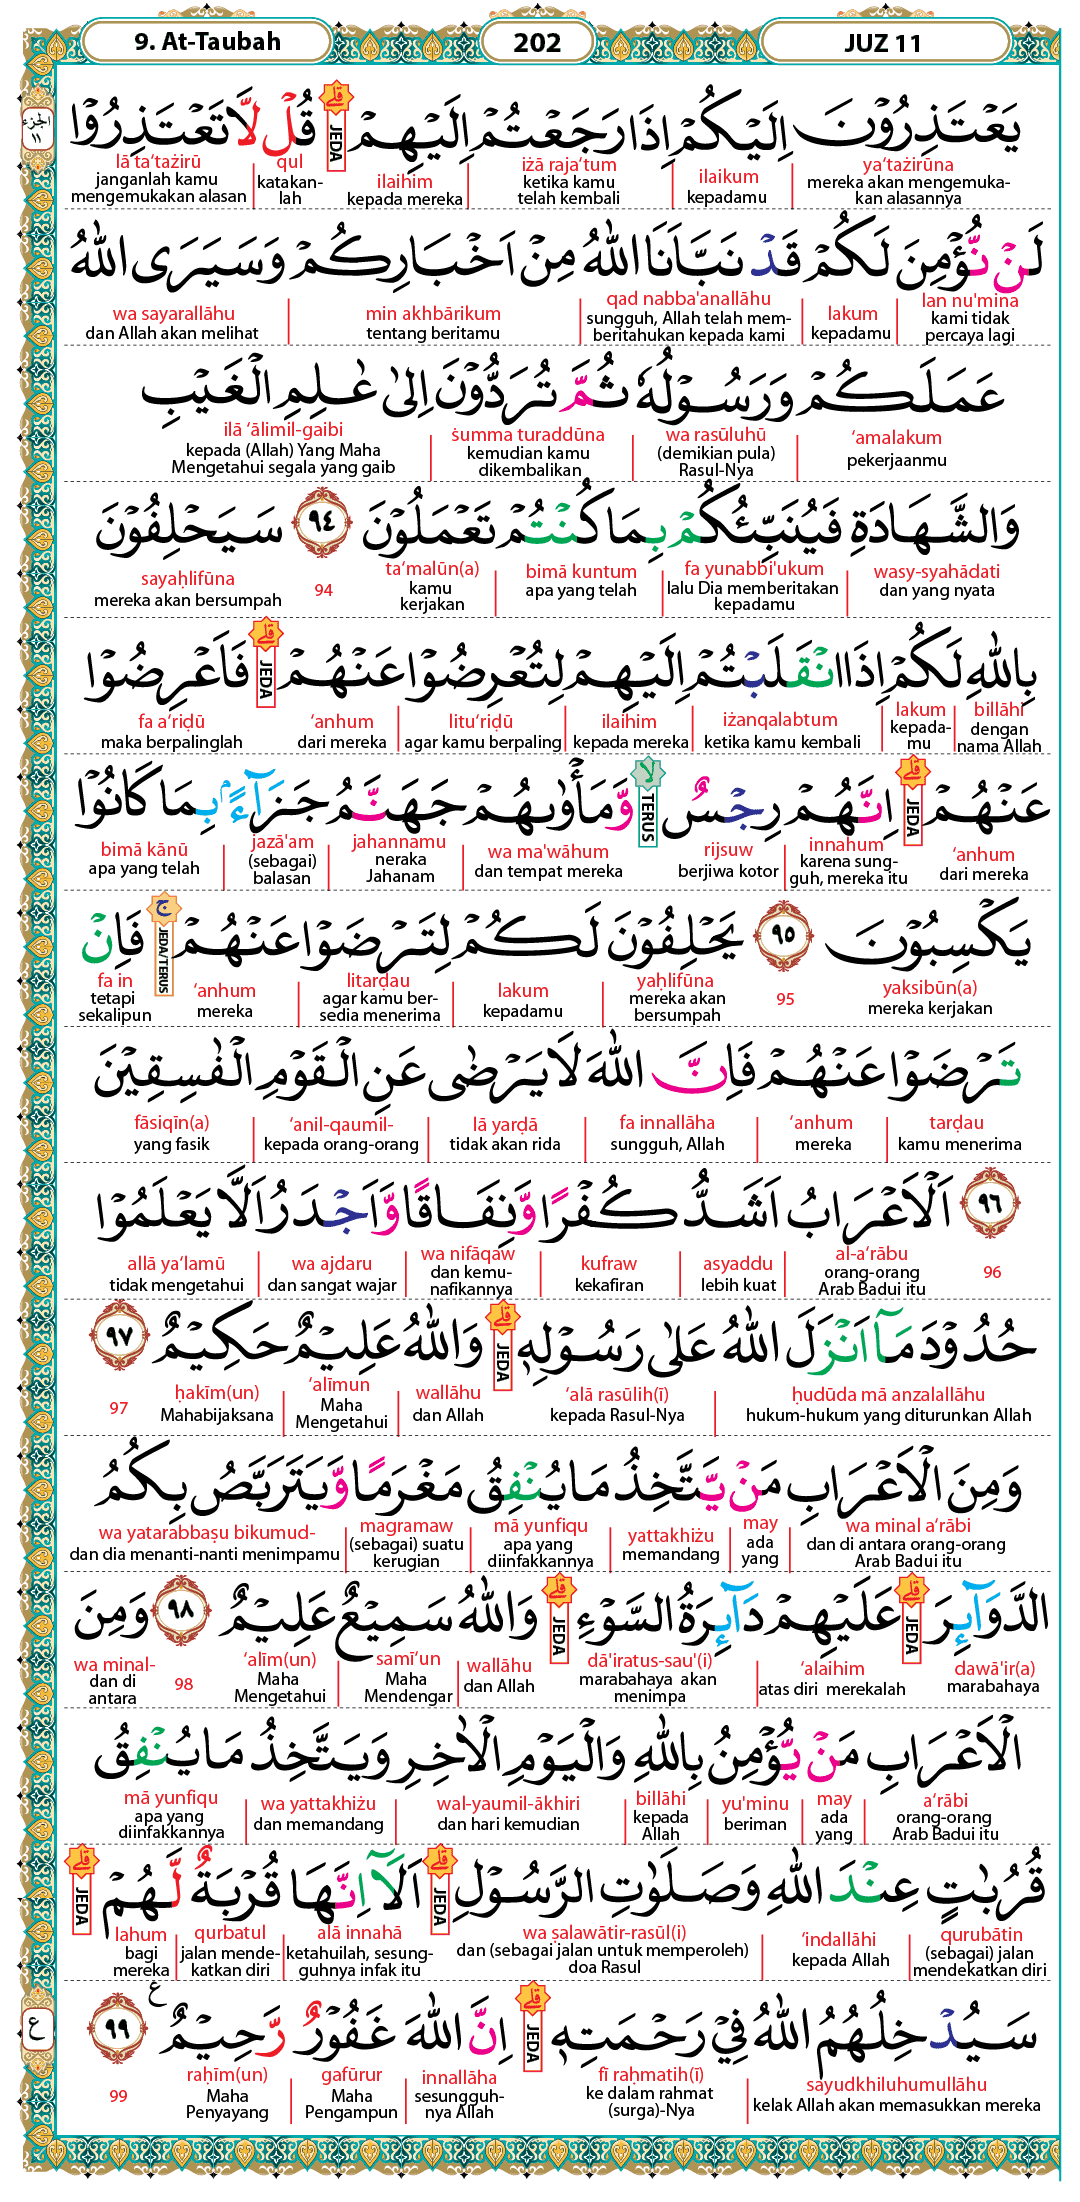 9. At-Taubah 202 JUZ 11
الجزء ١١
يَعْتَذِرُوْنَ اِلَيْكُمْ اِذَا رَجَعْتُمْ اِلَيْهِمْ ۗ قُلْ لَّا تَعْتَذِرُوْا
JEDA
ya‘tażirūna ilaikum iżā raja‘tum ilaihim qul lā ta‘tażirū
mereka akan mengemuka-kan alasannya kepadamu ketika kamu telah kembali kepada mereka katakan-lah janganlah kamu mengemukakan alasan
لَنْ نُّؤْمِنَ لَكُمْ قَدْ نَبَّاَنَا اللّٰهُ مِنْ اَخْبَارِكُمْ وَسَيَرَى اللّٰهُ
lan nu'mina lakum qad nabba'anallāhu min akhbārikum wa sayarallāhu
kami tidak percaya lagi kepadamu sungguh, Allah telah mem-beritahukan kepada kami tentang beritamu dan Allah akan melihat
عَمَلَكُمْ وَرَسُوْلُهٗ ثُمَّ تُرَدُّوْنَ اِلٰى عٰلِمِ الْغَيْبِ
‘amalakum wa rasūluhū ṡumma turaddūna ilā ‘ālimil-gaibi
pekerjaanmu (demikian pula) Rasul-Nya kemudian kamu dikembalikan kepada (Allah) Yang Maha Mengetahui segala yang gaib
وَالشَّهَادَةِ فَيُنَبِّئُكُمْ بِمَا كُنْتُمْ تَعْمَلُوْنَ ٩٤ سَيَحْلِفُوْنَ
wasy-syahādati fa yunabbi'ukum bimā kuntum ta‘malūn(a) 94 sayaḥlifūna
dan yang nyata lalu Dia memberitakan kepadamu apa yang telah kamu kerjakan mereka akan bersumpah
بِاللّٰهِ لَكُمْ اِذَا انْقَلَبْتُمْ اِلَيْهِمْ لِتُعْرِضُوْا عَنْهُمْ ۗ فَاَعْرِضُوْا
JEDA
billāhi lakum iżanqalabtum ilaihim litu‘riḍū ‘anhum fa a‘riḍū
dengan nama Allah kepada-mu ketika kamu kembali kepada mereka agar kamu berpaling dari mereka maka berpalinglah
عَنْهُمْ ۗ اِنَّهُمْ رِجْسٌ ۙ وَّمَأْوٰىهُمْ جَهَنَّمُ جَزَاۤءً ۢبِمَا كَانُوْا
JEDA TERUS
‘anhum innahum rijsuw wa ma'wāhum jahannamu jazā'am bimā kānū
dari mereka karena sung-guh, mereka itu berjiwa kotor dan tempat mereka neraka Jahanam (sebagai) balasan apa yang telah
يَكْسِبُوْنَ ٩٥ يَحْلِفُوْنَ لَكُمْ لِتَرْضَوْا عَنْهُمْ ۚ فَاِنْ
JEDA/TERUS
yaksibūn(a) 95 yaḥlifūna lakum litarḍau ‘anhum fa in
mereka kerjakan mereka akan bersumpah kepadamu agar kamu ber-sedia menerima mereka tetapi sekalipun
تَرْضَوْا عَنْهُمْ فَاِنَّ اللّٰهَ لَا يَرْضٰى عَنِ الْقَوْمِ الْفٰسِقِيْنَ
tarḍau ‘anhum fa innallāha lā yarḍā ‘anil-qaumil- fāsiqīn(a)
kamu menerima mereka sungguh, Allah tidak akan rida kepada orang-orang yang fasik
٩٦ اَلْاَعْرَابُ اَشَدُّ كُفْرًا وَّنِفَاقًا وَّاَجْدَرُ اَلَّا يَعْلَمُوْا
96 al-a‘rābu asyaddu kufraw wa nifāqaw wa ajdaru allā ya‘lamū
orang-orang Arab Badui itu lebih kuat kekafiran dan kemu-nafikannya dan sangat wajar tidak mengetahui
حُدُوْدَ مَآ اَنْزَلَ اللّٰهُ عَلٰى رَسُوْلِهٖ ۗ وَاللّٰهُ عَلِيْمٌ حَكِيْمٌ ٩٧
JEDA
ḥudūda mā anzalallāhu ‘alā rasūlih(ī) wallāhu ‘alīmun ḥakīm(un) 97
hukum-hukum yang diturunkan Allah kepada Rasul-Nya dan Allah Maha Mengetahui Mahabijaksana
وَمِنَ الْاَعْرَابِ مَنْ يَّتَّخِذُ مَا يُنْفِقُ مَغْرَمًا وَّيَتَرَبَّصُ بِكُمُ
wa minal a‘rābi may yattakhiżu mā yunfiqu magramaw wa yatarabbaṣu bikumud-
dan di antara orang-orang Arab Badui itu ada yang memandang apa yang diinfakkannya (sebagai) suatu kerugian dan dia menanti-nanti menimpamu
الدَّوَاۤىِٕرَ ۗ عَلَيْهِمْ دَاۤىِٕرَةُ السَّوْءِ ۗ وَاللّٰهُ سَمِيْعٌ عَلِيْمٌ ٩٨ وَمِنَ
JEDA JEDA
dawā'ir(a) ‘alaihim dā'iratus-sau'(i) wallāhu samī‘un ‘alīm(un) 98 wa minal-
marabahaya atas diri merekalah marabahaya akan menimpa dan Allah Maha Mendengar Maha Mengetahui dan di antara
الْاَعْرَابِ مَنْ يُّؤْمِنُ بِاللّٰهِ وَالْيَوْمِ الْاٰخِرِ وَيَتَّخِذُ مَا يُنْفِقُ
a‘rābi may yu'minu billāhi wal-yaumil-ākhiri wa yattakhiżu mā yunfiqu
orang-orang Arab Badui itu ada yang beriman kepada Allah dan hari kemudian dan memandang apa yang diinfakkannya
قُرُبٰتٍ عِنْدَ اللّٰهِ وَصَلَوٰتِ الرَّسُوْلِ ۗ اَلَآ اِنَّهَا قُرْبَةٌ لَّهُمْ ۗ
JEDA JEDA
qurubātin ‘indallāhi wa ṣalawātir-rasūl(i) alā innahā qurbatul lahum
(sebagai) jalan mendekatkan diri kepada Allah dan (sebagai jalan untuk memperoleh) doa Rasul ketahuilah, sesung-guhnya infak itu jalan mende-katkan diri bagi mereka
سَيُدْخِلُهُمُ اللّٰهُ فِيْ رَحْمَتِهٖ ۗ اِنَّ اللّٰهَ غَفُوْرٌ رَّحِيْمٌ ࣖ ٩٩
ع
JEDA
sayudkhiluhumullāhu fī raḥmatih(ī) innallāha gafūrur raḥīm(un) 99
kelak Allah akan memasukkan mereka ke dalam rahmat (surga)-Nya sesungguh-nya Allah Maha Pengampun Maha Penyayang